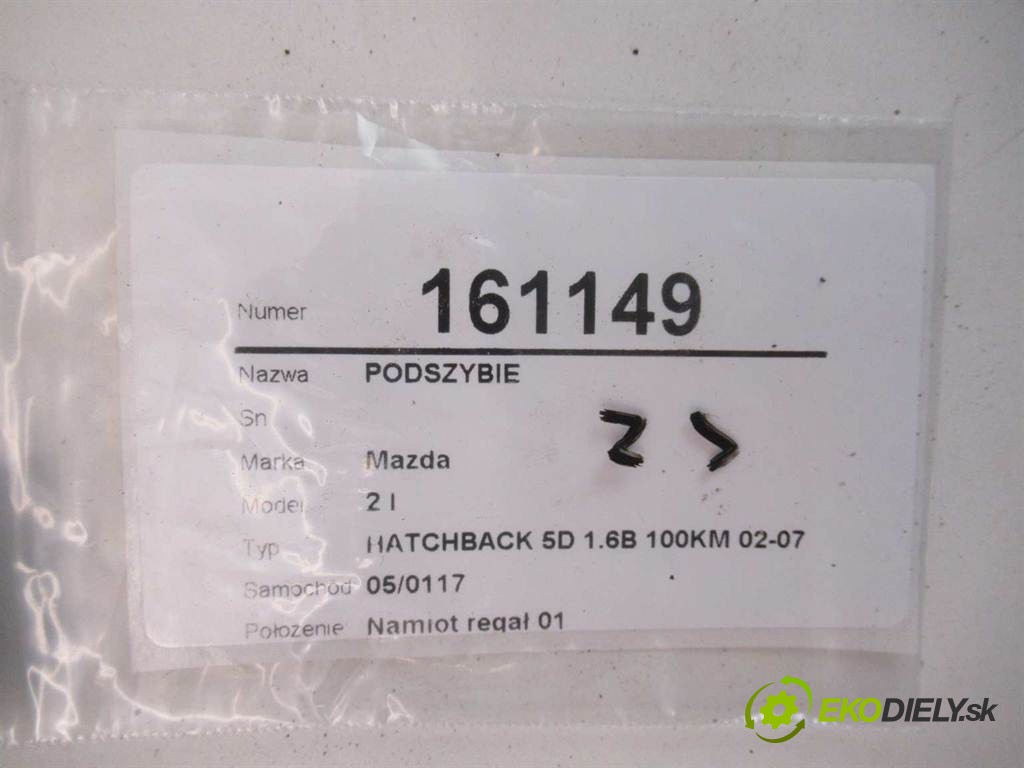 Numer 161149
Nazwa PODSZYBIE
Sn
Marka Mazda
Model 2 I
Typ HATCHBACK 5D 1.6B 100KM 02-07
Samochód 05/0117
Położenie Namiot regał 01
EKODIELY.sk